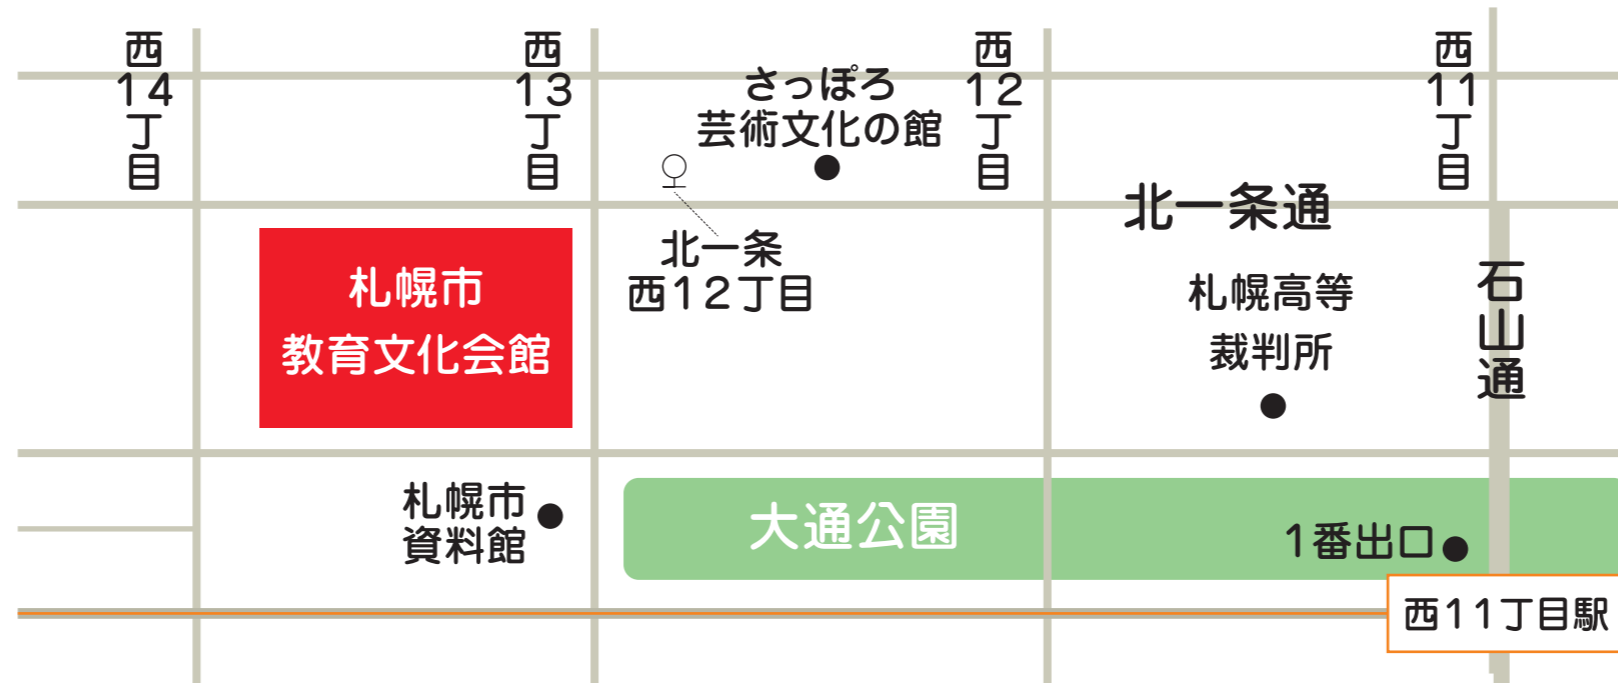 西14丁目
西13丁目
さっぽろ
芸術文化の館
西12丁目
西11丁目
北一条通
北一条
西12丁目
札幌市
教育文化会館
札幌高等
裁判所
石山通
札幌市
資料館
大通公園
1番出口
西11丁目駅